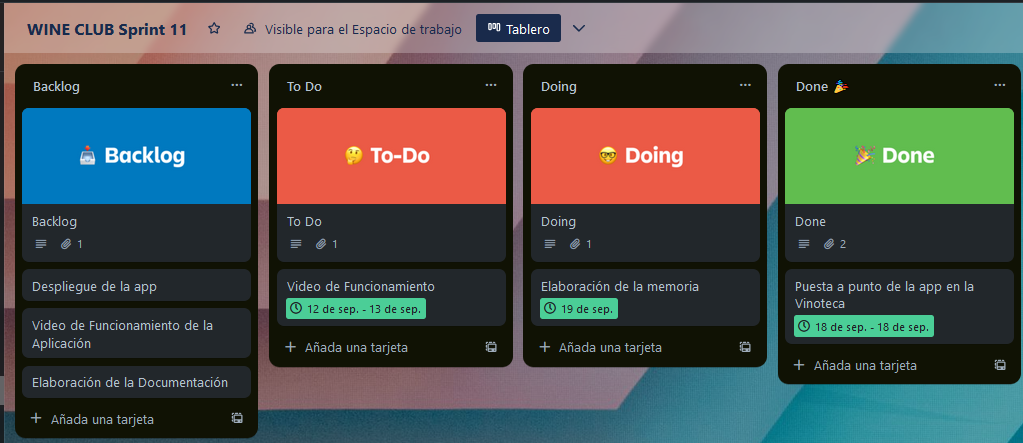 WINE CLUB Sprint 11
Visible para el Espacio de trabajo
Tablero
Backlog
Backlog
Backlog
1
Despliegue de la app
Video de Funcionamiento de la
Aplicación
Elaboración de la Documentación
Añada una tarjeta
To Do
To-Do
To Do
1
Video de Funcionamiento
12 de sep. - 13 de sep.
Añada una tarjeta
Doing
Doing
Doing
1
Elaboración de la memoria
19 de sep.
Añada una tarjeta
Done 🎉
Done
Done
2
Puesta a punto de la app en la
Vinoteca
18 de sep. - 18 de sep.
Añada una tarjeta